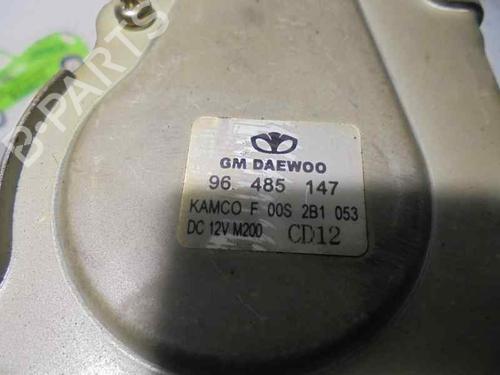 B-PARTS
GM DAEWOO
96. 485 147
KAMCO F 00S 2B1 053
DC 12V M200 CD12